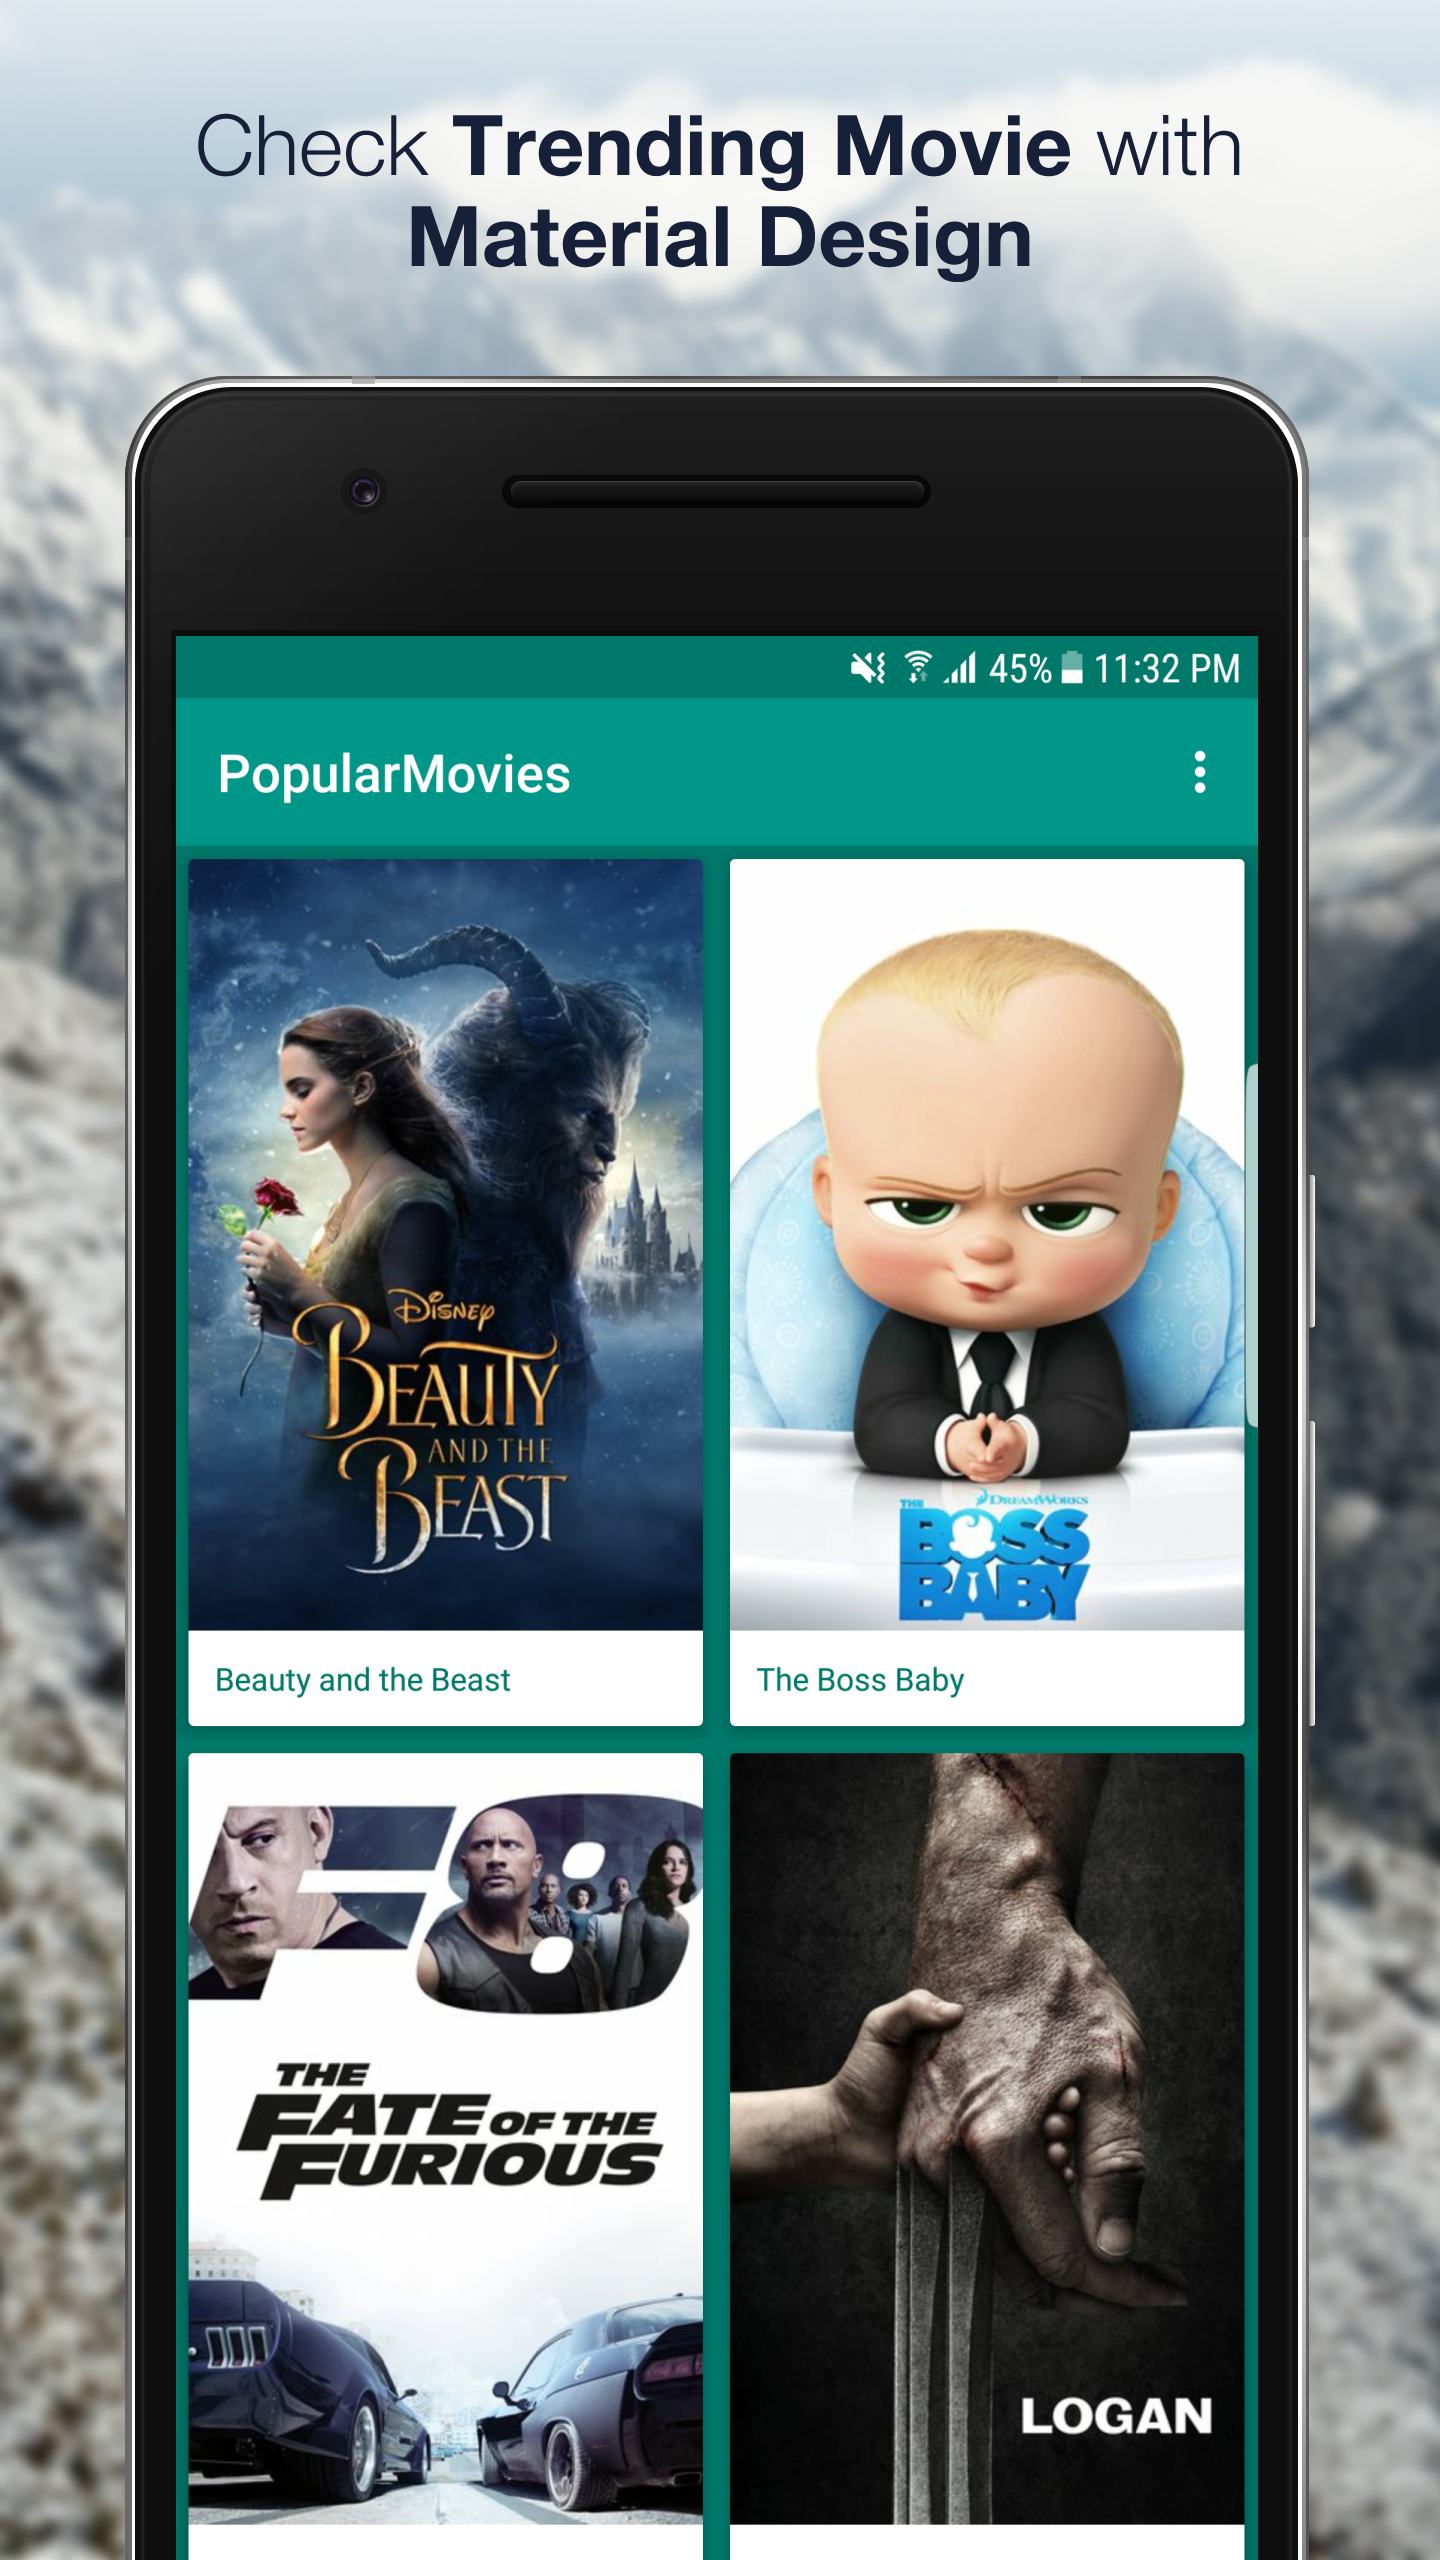 Check Trending Movie with
Material Design
45% 11:32 PM
PopularMovies
DISNEY
BEAUTY
AND THE
BEAST
DREAMWORKS
THE
BOSS
BABY
Beauty and the Beast
The Boss Baby
F8
THE
FATE OF THE
FURIOUS
LOGAN